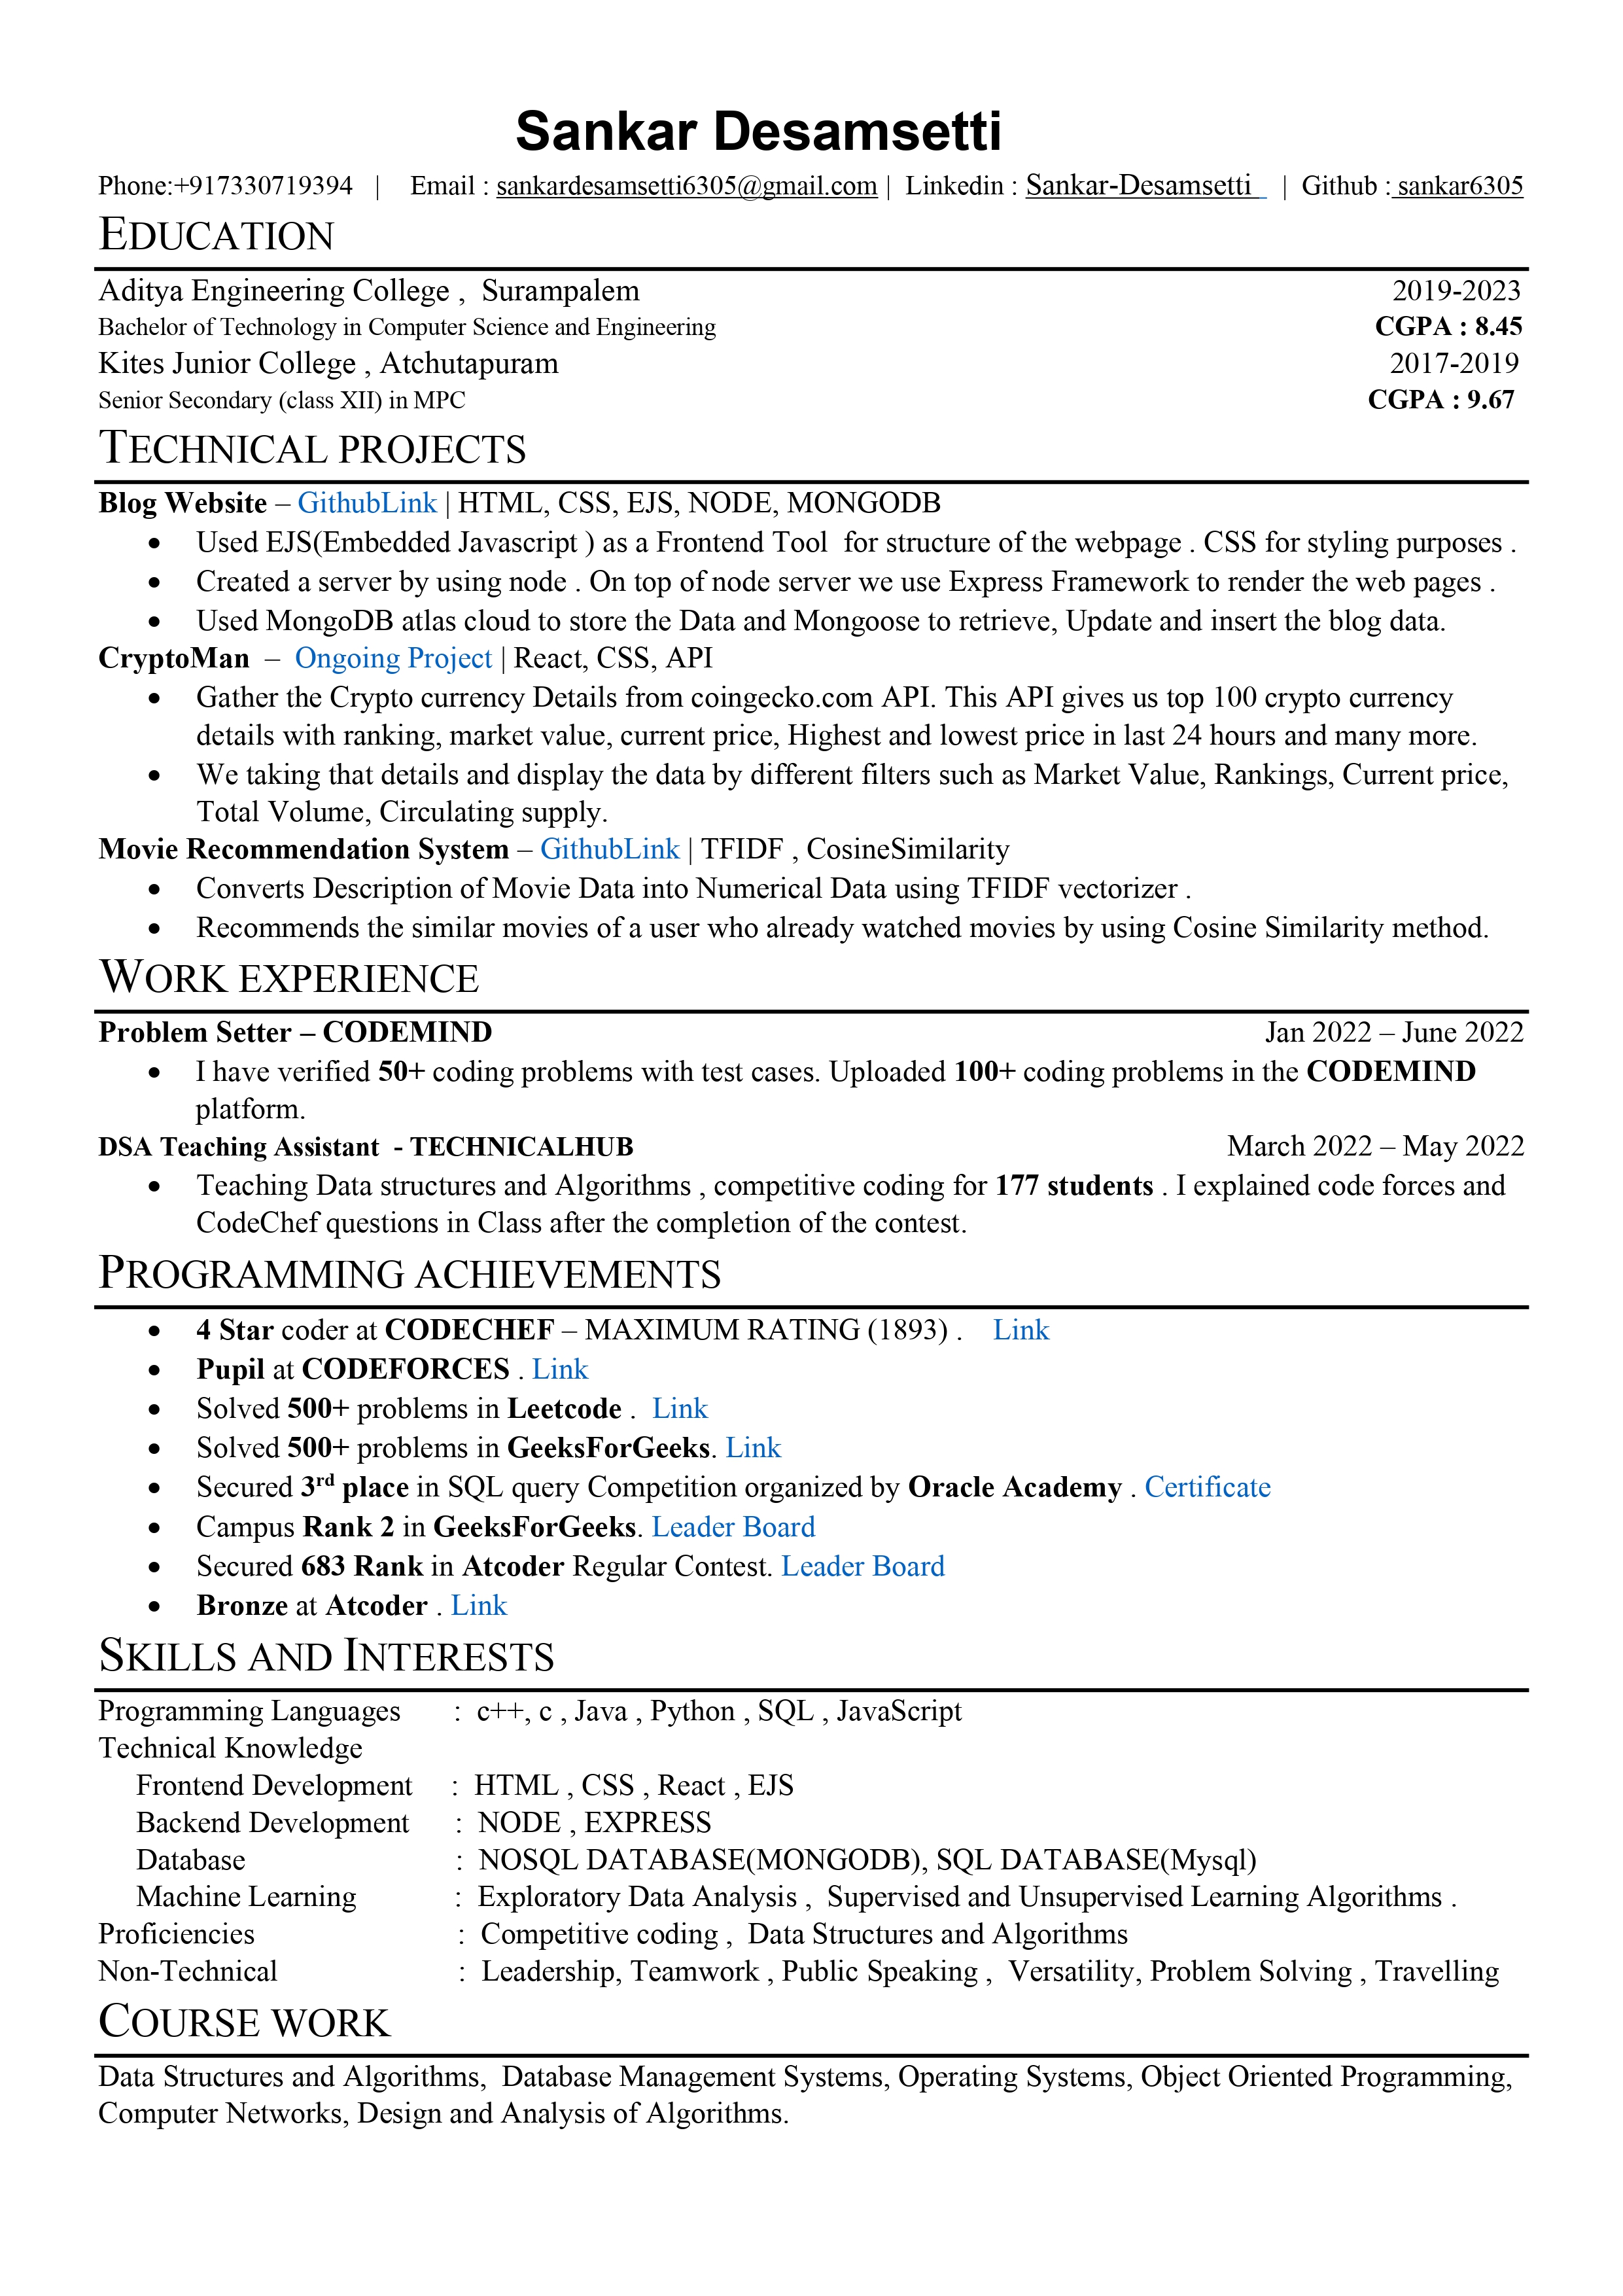 Sankar Desamsetti
Phone:+917330719394 | Email : sankardesamsetti6305@gmail.com | Linkedin : Sankar-Desamsetti | Github : sankar6305
EDUCATION
Aditya Engineering College , Surampalem 2019-2023
Bachelor of Technology in Computer Science and Engineering CGPA : 8.45
Kites Junior College , Atchutapuram 2017-2019
Senior Secondary (class XII) in MPC CGPA : 9.67
TECHNICAL PROJECTS
Blog Website – GithubLink | HTML, CSS, EJS, NODE, MONGODB
• Used EJS(Embedded Javascript ) as a Frontend Tool for structure of the webpage . CSS for styling purposes .
• Created a server by using node . On top of node server we use Express Framework to render the web pages .
• Used MongoDB atlas cloud to store the Data and Mongoose to retrieve, Update and insert the blog data.
CryptoMan – Ongoing Project | React, CSS, API
• Gather the Crypto currency Details from coingecko.com API. This API gives us top 100 crypto currency
details with ranking, market value, current price, Highest and lowest price in last 24 hours and many more.
• We taking that details and display the data by different filters such as Market Value, Rankings, Current price,
Total Volume, Circulating supply.
Movie Recommendation System – GithubLink | TFIDF , CosineSimilarity
• Converts Description of Movie Data into Numerical Data using TFIDF vectorizer .
• Recommends the similar movies of a user who already watched movies by using Cosine Similarity method.
WORK EXPERIENCE
Problem Setter – CODEMIND Jan 2022 – June 2022
• I have verified 50+ coding problems with test cases. Uploaded 100+ coding problems in the CODEMIND
platform.
DSA Teaching Assistant - TECHNICALHUB March 2022 – May 2022
• Teaching Data structures and Algorithms , competitive coding for 177 students . I explained code forces and
CodeChef questions in Class after the completion of the contest.
PROGRAMMING ACHIEVEMENTS
• 4 Star coder at CODECHEF – MAXIMUM RATING (1893) . Link
• Pupil at CODEFORCES . Link
• Solved 500+ problems in Leetcode . Link
• Solved 500+ problems in GeeksForGeeks. Link
• Secured 3rd place in SQL query Competition organized by Oracle Academy . Certificate
• Campus Rank 2 in GeeksForGeeks. Leader Board
• Secured 683 Rank in Atcoder Regular Contest. Leader Board
• Bronze at Atcoder . Link
SKILLS AND INTERESTS
Programming Languages : c++, c , Java , Python , SQL , JavaScript
Technical Knowledge
Frontend Development : HTML , CSS , React , EJS
Backend Development : NODE , EXPRESS
Database : NOSQL DATABASE(MONGODB), SQL DATABASE(Mysql)
Machine Learning : Exploratory Data Analysis , Supervised and Unsupervised Learning Algorithms .
Proficiencies : Competitive coding , Data Structures and Algorithms
Non-Technical : Leadership, Teamwork , Public Speaking , Versatility, Problem Solving , Travelling
COURSE WORK
Data Structures and Algorithms, Database Management Systems, Operating Systems, Object Oriented Programming,
Computer Networks, Design and Analysis of Algorithms.